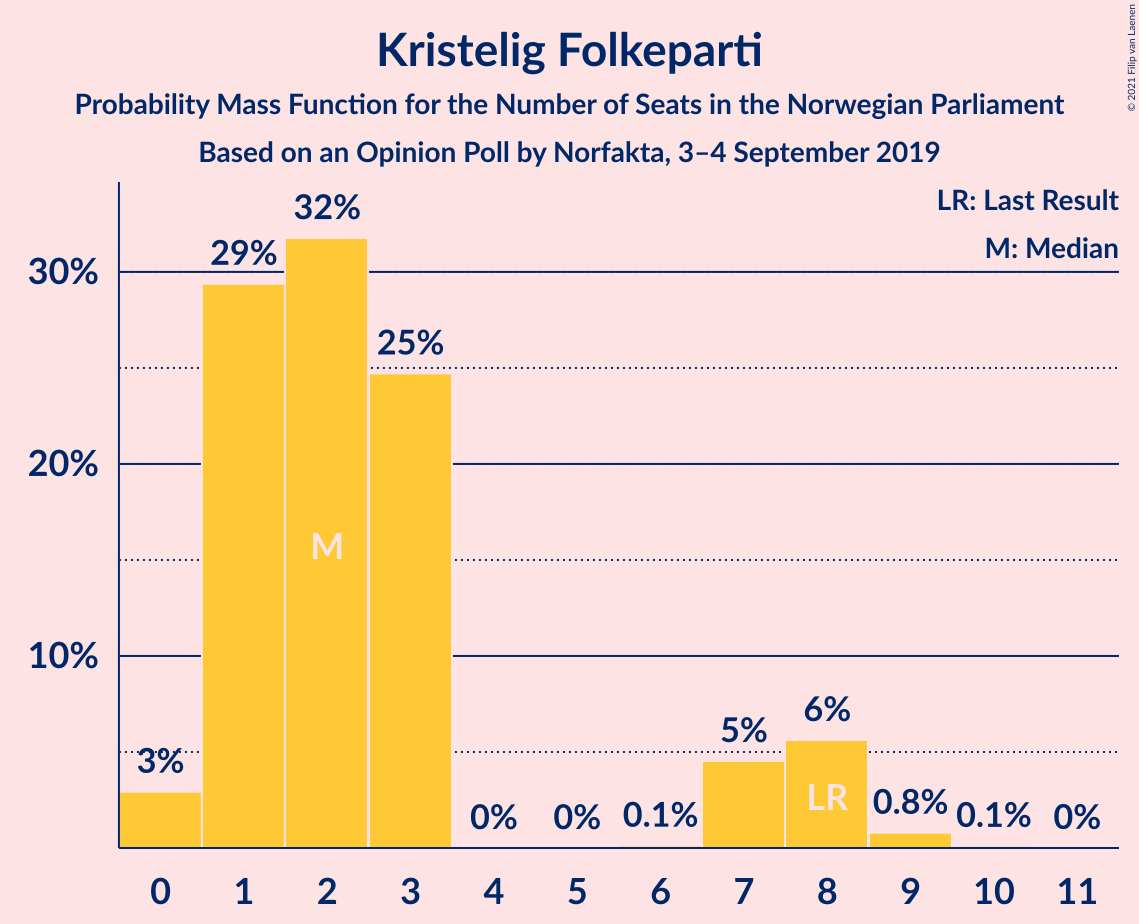 Kristelig Folkeparti
Probability Mass Function for the Number of Seats in the Norwegian Parliament
Based on an Opinion Poll by Norfakta, 3–4 September 2019
© 2021 Filip van Laenen
LR: Last Result
M: Median
32%
29%
30%
25%
20%
M
10%
6%
5%
3%
LR
0.8%
0% 0% 0.1% 0.1% 0%
0 1 2 3 4 5 6 7 8 9 10 11